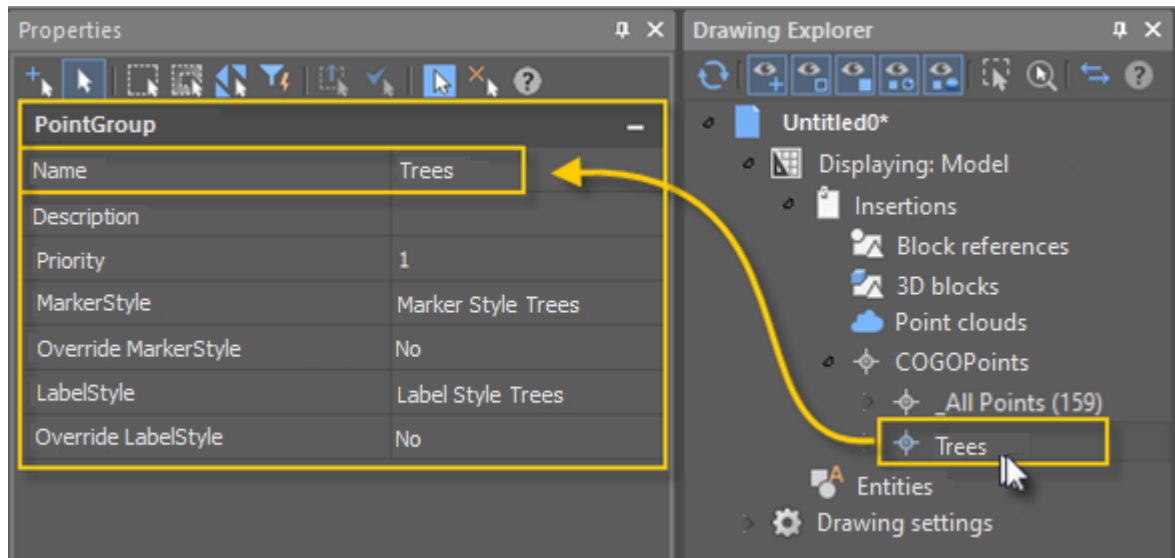 Properties
PointGroup
Name Trees
Description
Priority 1
MarkerStyle Marker Style Trees
Override MarkerStyle No
LabelStyle Label Style Trees
Override LabelStyle No
Drawing Explorer
Untitled0*
Displaying: Model
Insertions
Block references
3D blocks
Point clouds
COGOPoints
_All Points (159)
Trees
Entities
Drawing settings